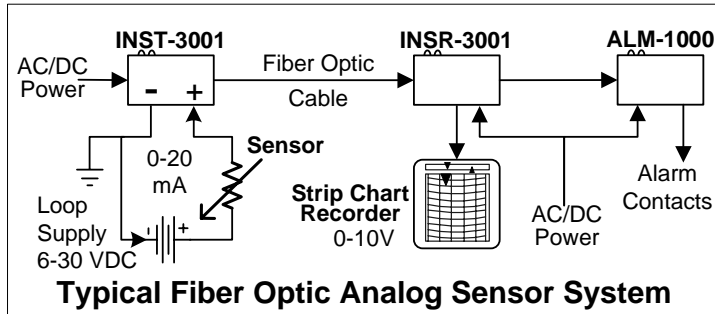 INST-3001
INSR-3001
ALM-1000
AC/DC
Power
- +
Fiber Optic
Cable
0-20
mA
Sensor
Loop
Supply
6-30 VDC
- +
Strip Chart
Recorder
0-10V
AC/DC
Power
Alarm
Contacts
Typical Fiber Optic Analog Sensor System